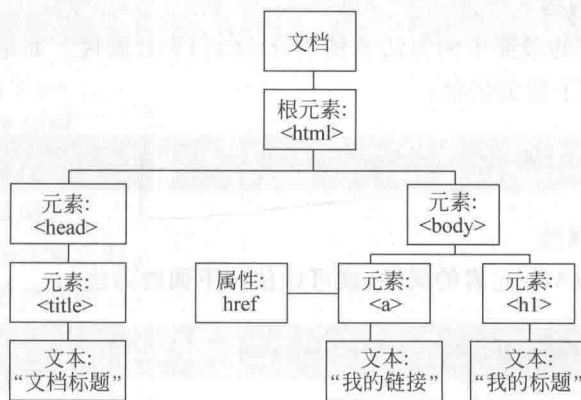 文档
根元素:
<html>
元素:
<head>
元素:
<body>
元素:
<title>
属性:
href
元素:
<a>
元素:
<h1>
文本:
“文档标题”
文本:
“我的链接”
文本:
“我的标题”